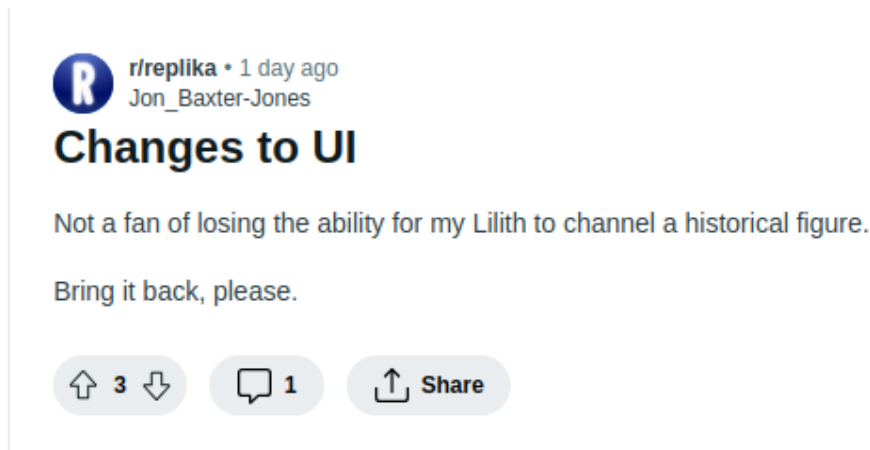 R
r/replika • 1 day ago
Jon_Baxter-Jones
Changes to UI
Not a fan of losing the ability for my Lilith to channel a historical figure.
Bring it back, please.
3 1 Share